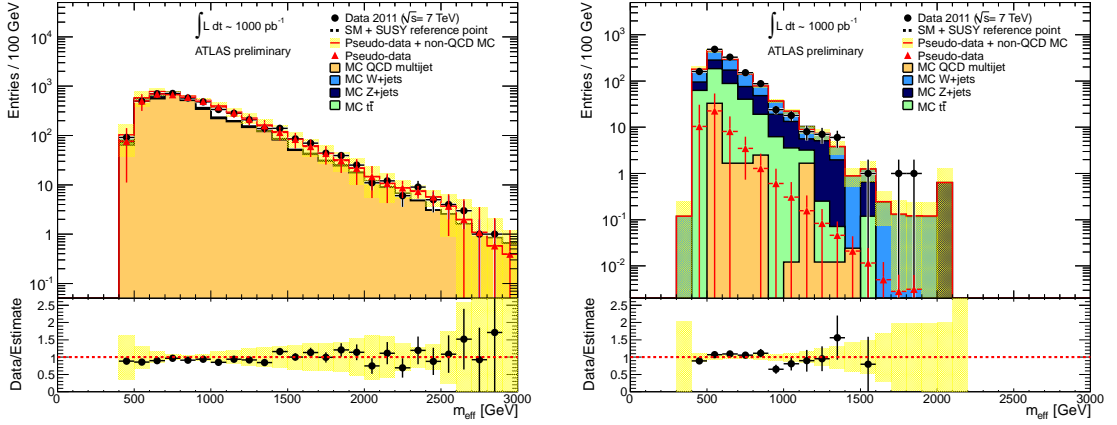 Entries / 100 GeV
10⁴
10³
10²
10
1
10⁻¹
∫ L dt ~ 1000 pb⁻¹
ATLAS preliminary
Data 2011 (√s= 7 TeV)
SM + SUSY reference point
Pseudo-data + non-QCD MC
Pseudo-data
MC QCD multijet
MC W+jets
MC Z+jets
MC tt̄
Data/Estimate
2.5
2
1.5
1
0.5
0
0 500 1000 1500 2000 2500 3000
m_eff [GeV]
Entries / 100 GeV
10⁴
10³
10²
10
1
10⁻¹
10⁻²
∫ L dt ~ 1000 pb⁻¹
ATLAS preliminary
Data 2011 (√s= 7 TeV)
SM + SUSY reference point
Pseudo-data + non-QCD MC
Pseudo-data
MC QCD multijet
MC W+jets
MC Z+jets
MC tt̄
Data/Estimate
2.5
2
1.5
1
0.5
0
0 500 1000 1500 2000 2500 3000
m_eff [GeV]